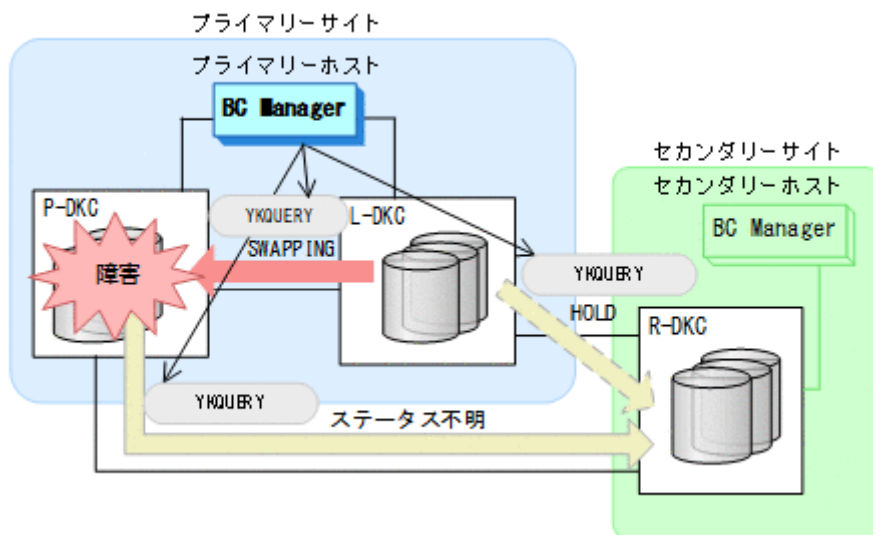 プライマリーサイト
プライマリーホスト
BC Manager
セカンダリーサイト
セカンダリーホスト
BC Manager
P-DKC
YKQUERY
L-DKC
SWAPPING
障害
YKQUERY
HOLD
R-DKC
YKQUERY
ステータス不明